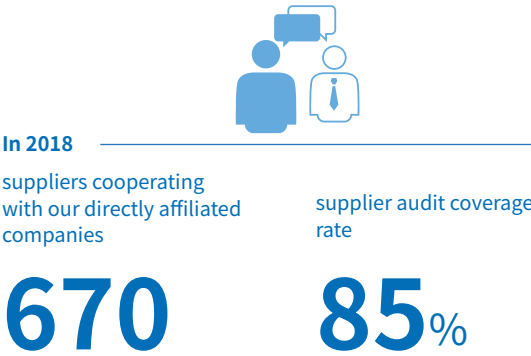 In 2018
suppliers cooperating
with our directly affiliated
companies
670
supplier audit coverage
rate
85%